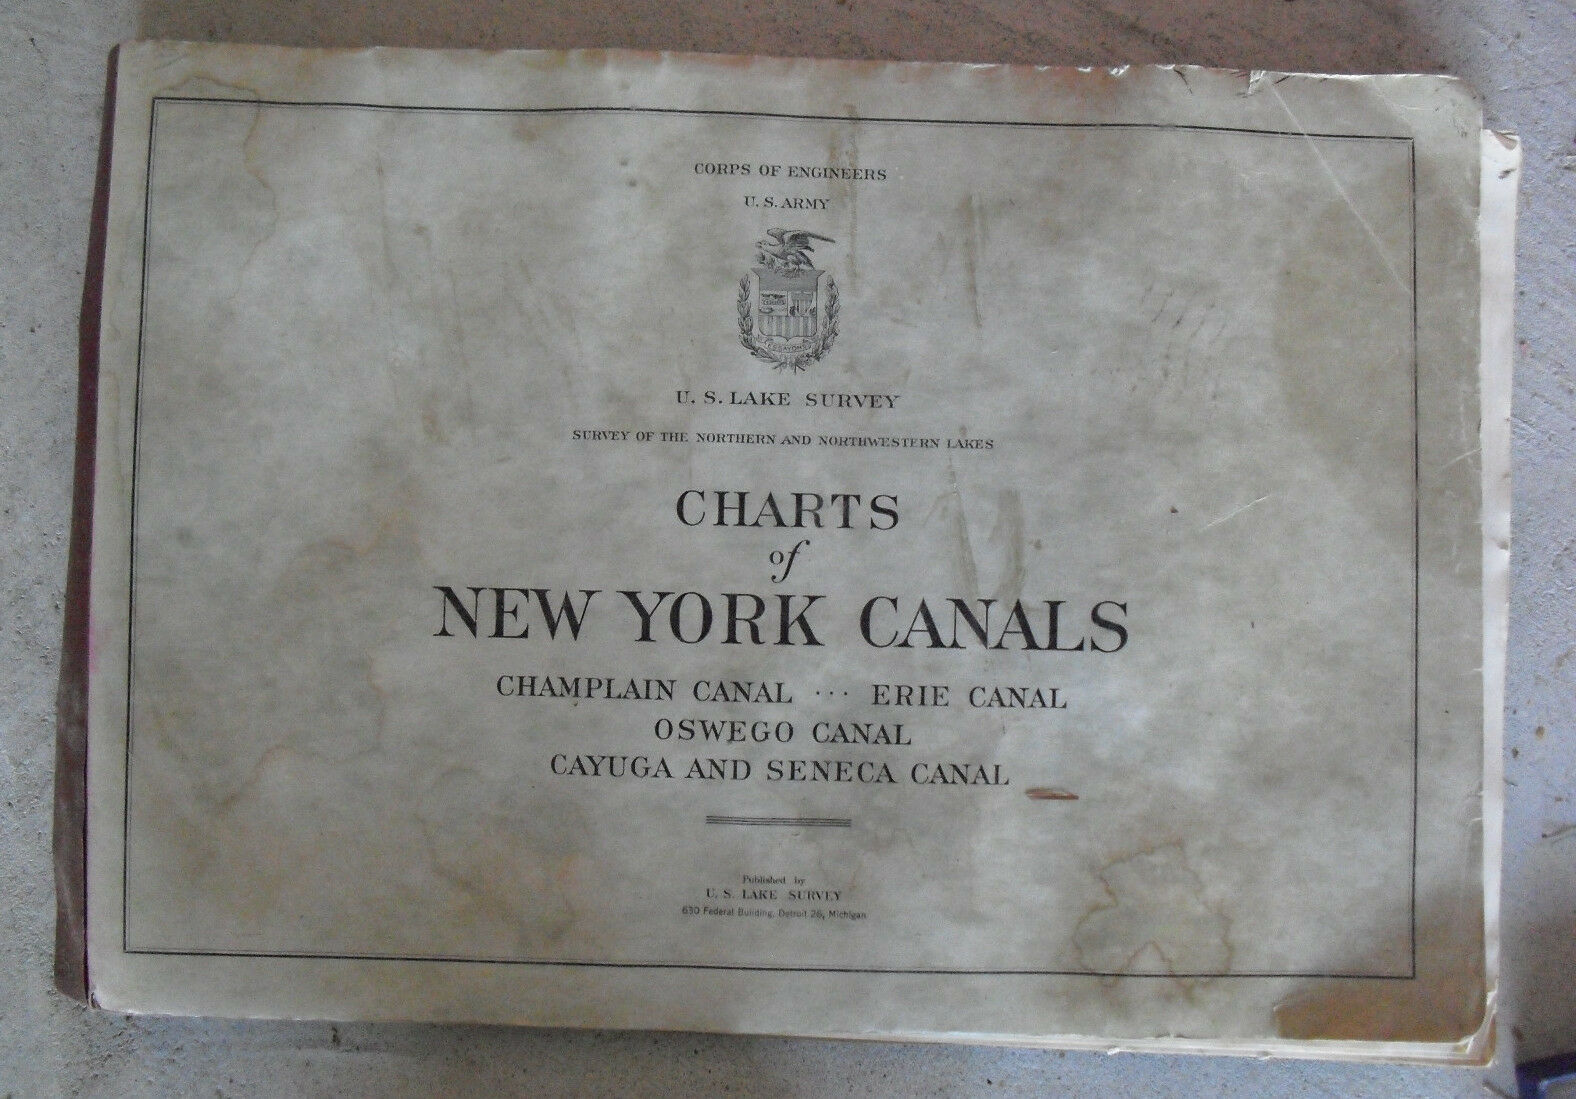 CORPS OF ENGINEERS
U. S. ARMY
ESSAYONS
U. S. LAKE SURVEY
SURVEY OF THE NORTHERN AND NORTHWESTERN LAKES
CHARTS
of
NEW YORK CANALS
CHAMPLAIN CANAL ··· ERIE CANAL
OSWEGO CANAL
CAYUGA AND SENECA CANAL
Published by
U. S. LAKE SURVEY
630 Federal Building, Detroit 26, Michigan